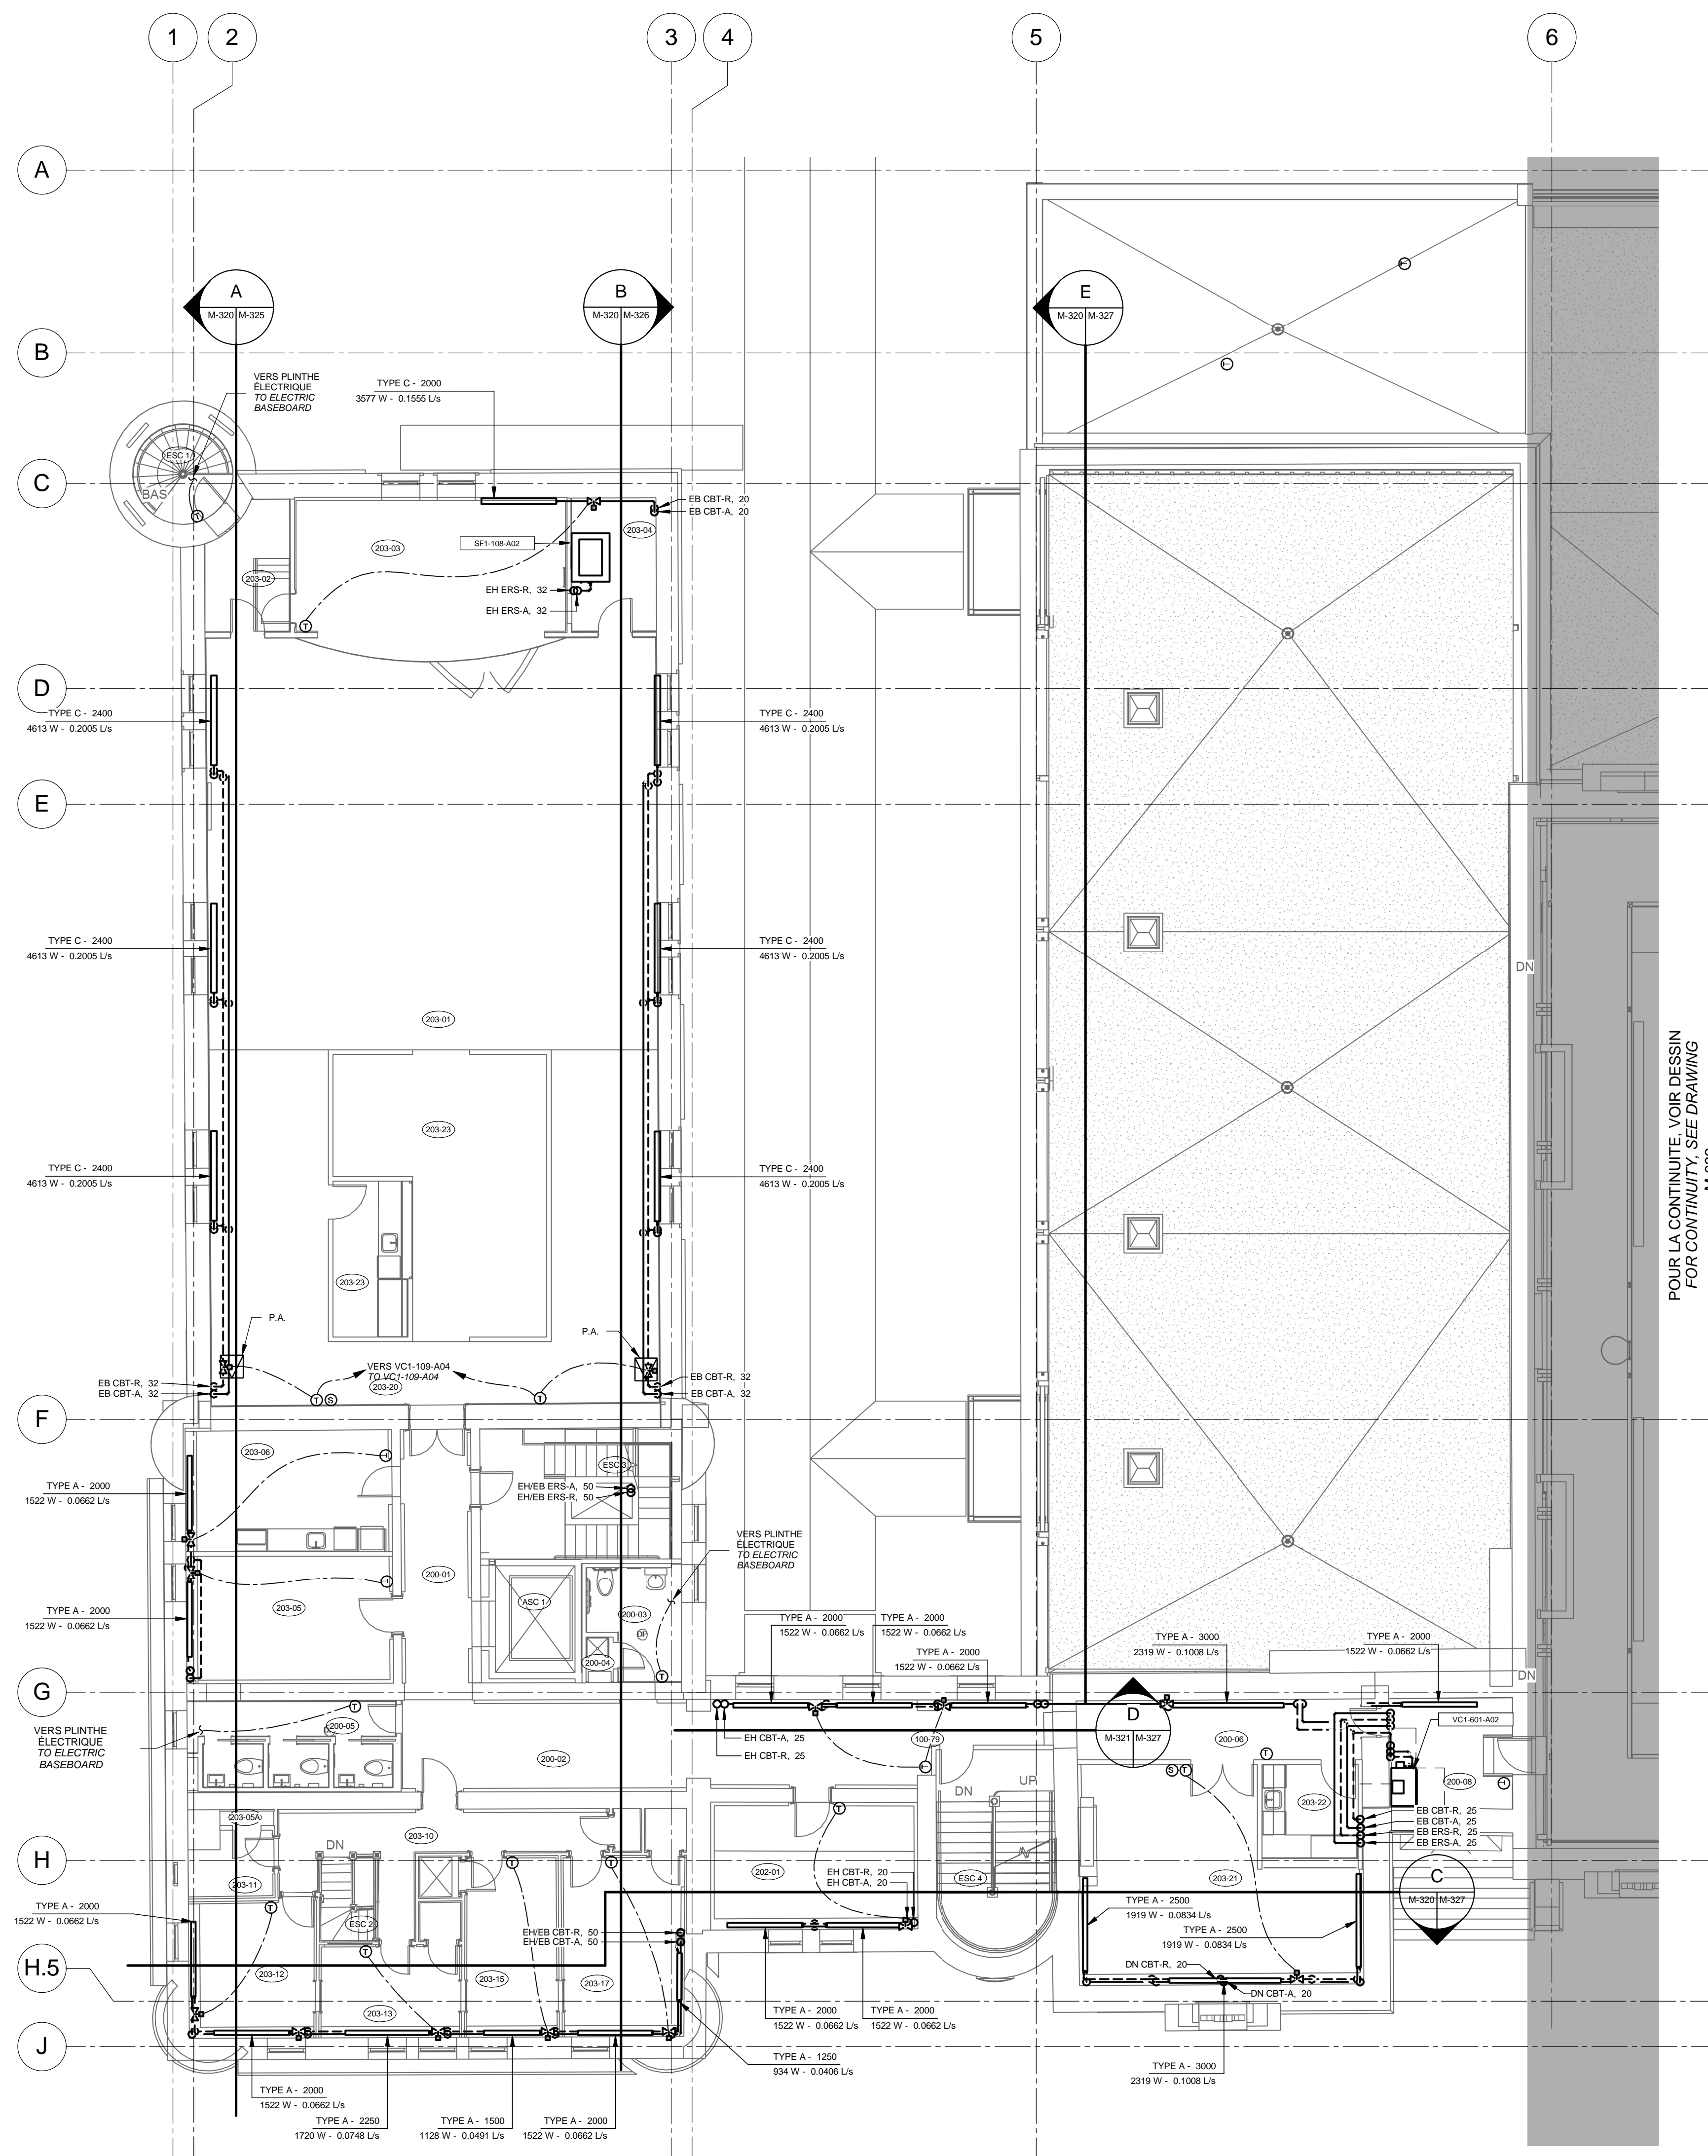 1
2
3
4
5
6
A
B
C
D
E
F
G
H
H.5
J
A
M-320 M-325
B
M-320 M-326
E
M-320 M-327
VERS PLINTHE
ÉLECTRIQUE
TO ELECTRIC
BASEBOARD
TYPE C - 2000
3577 W - 0.1555 L/s
ESC 1
BAS
T
EB CBT-R, 20
EB CBT-A, 20
203-04
203-03
SF1-108-A02
203-02
EH ERS-R, 32
EH ERS-A, 32
T
TYPE C - 2400
4613 W - 0.2005 L/s
TYPE C - 2400
4613 W - 0.2005 L/s
TYPE C - 2400
4613 W - 0.2005 L/s
TYPE C - 2400
4613 W - 0.2005 L/s
DN
203-01
203-23
TYPE C - 2400
4613 W - 0.2005 L/s
TYPE C - 2400
4613 W - 0.2005 L/s
203-23
POUR LA CONTINUITE, VOIR DESSIN
FOR CONTINUITY, SEE DRAWING
P.A.
P.A.
VERS VC1-109-A04
TO VC1-109-A04
203-20
EB CBT-R, 32
EB CBT-A, 32
EB CBT-R, 32
EB CBT-A, 32
T
S
T
203-06
ESC 3
TYPE A - 2000
1522 W - 0.0662 L/s
EH/EB ERS-A, 50
EH/EB ERS-R, 50
T
VERS PLINTHE
ÉLECTRIQUE
TO ELECTRIC
BASEBOARD
200-01
T
203-05
ASC 1
200-03
TYPE A - 2000
1522 W - 0.0662 L/s
200-04
T
TYPE A - 2000
1522 W - 0.0662 L/s
TYPE A - 2000
1522 W - 0.0662 L/s
TYPE A - 2000
1522 W - 0.0662 L/s
TYPE A - 3000
2319 W - 0.1008 L/s
TYPE A - 2000
1522 W - 0.0662 L/s
DN
VERS PLINTHE
ÉLECTRIQUE
TO ELECTRIC
BASEBOARD
T
200-05
200-02
EH CBT-A, 25
EH CBT-R, 25
100-79
T
D
M-321 M-327
200-06
VC1-601-A02
T
S
T
200-08
T
203-22
DN
UP
EB CBT-R, 25
EB CBT-A, 25
EB ERS-R, 25
EB ERS-A, 25
203-05A
203-10
DN
T
203-11
T
T
202-01
EH CBT-R, 20
EH CBT-A, 20
ESC 4
203-21
C
M-320 M-327
TYPE A - 2000
1522 W - 0.0662 L/s
T
ESC 2
T
EH/EB CBT-R, 50
EH/EB CBT-A, 50
TYPE A - 2500
1919 W - 0.0834 L/s
TYPE A - 2500
1919 W - 0.0834 L/s
203-12
203-13
203-15
203-17
DN CBT-R, 20
DN CBT-A, 20
TYPE A - 2000
1522 W - 0.0662 L/s
TYPE A - 2000
1522 W - 0.0662 L/s
TYPE A - 1250
934 W - 0.0406 L/s
TYPE A - 3000
2319 W - 0.1008 L/s
TYPE A - 2000
1522 W - 0.0662 L/s
TYPE A - 2250
1720 W - 0.0748 L/s
TYPE A - 1500
1128 W - 0.0491 L/s
TYPE A - 2000
1522 W - 0.0662 L/s